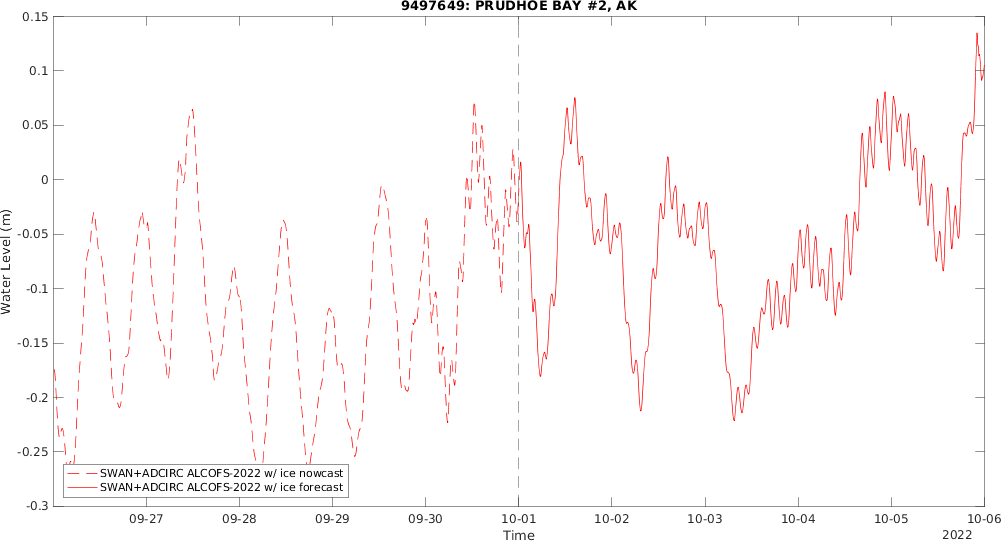 9497649: PRUDHOE BAY #2, AK
0.15
0.1
0.05
0
-0.05
-0.1
-0.15
-0.2
-0.25
-0.3
Water Level (m)
SWAN+ADCIRC ALCOFS-2022 w/ ice nowcast
SWAN+ADCIRC ALCOFS-2022 w/ ice forecast
09-27 09-28 09-29 09-30 10-01 10-02 10-03 10-04 10-05 10-06
Time
2022